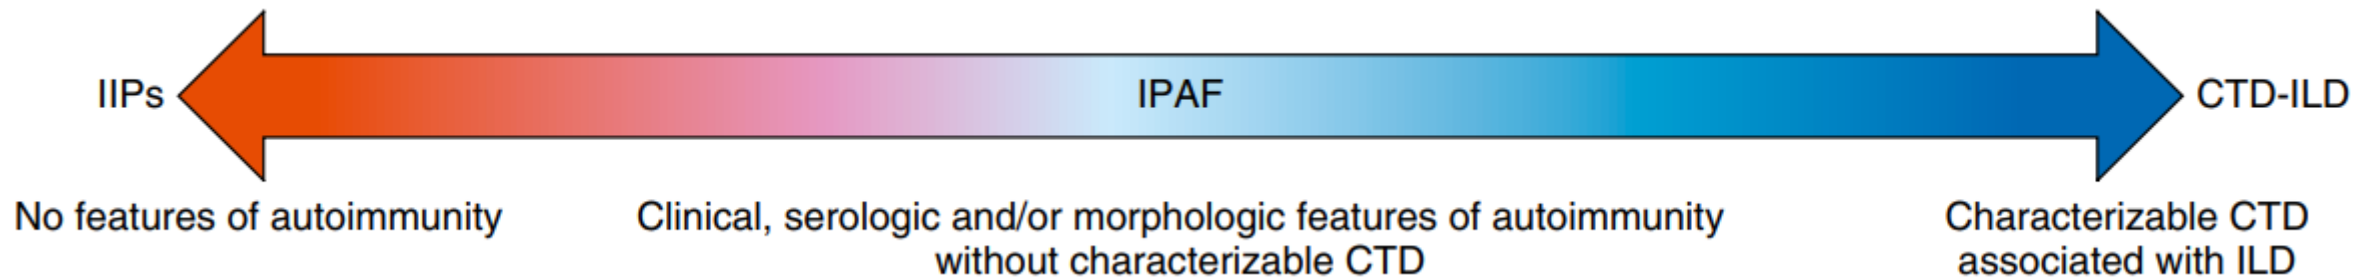 IIPs
IPAF
CTD-ILD
No features of autoimmunity
Clinical, serologic and/or morphologic features of autoimmunity
without characterizable CTD
Characterizable CTD
associated with ILD